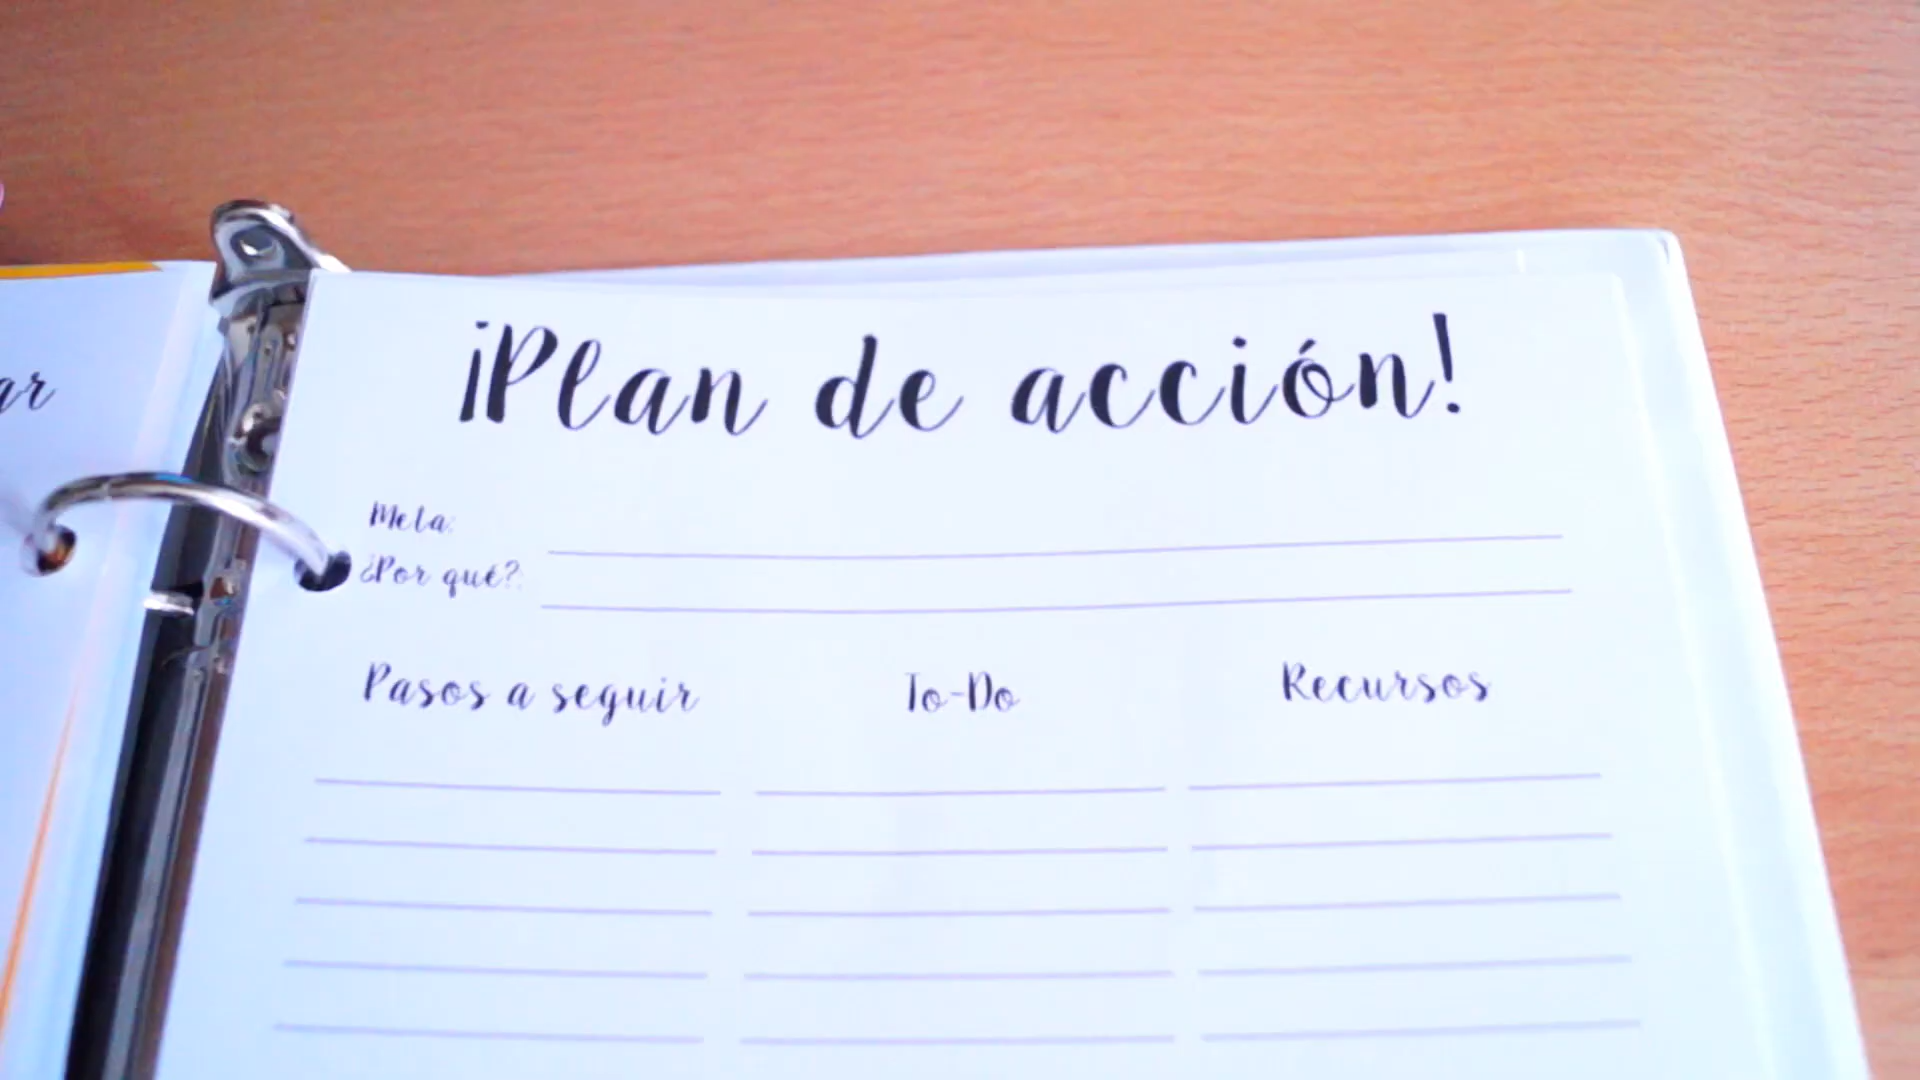 ¡Plan de acción!
Meta:
¿Por qué?:
Pasos a seguir
To-Do
Recursos